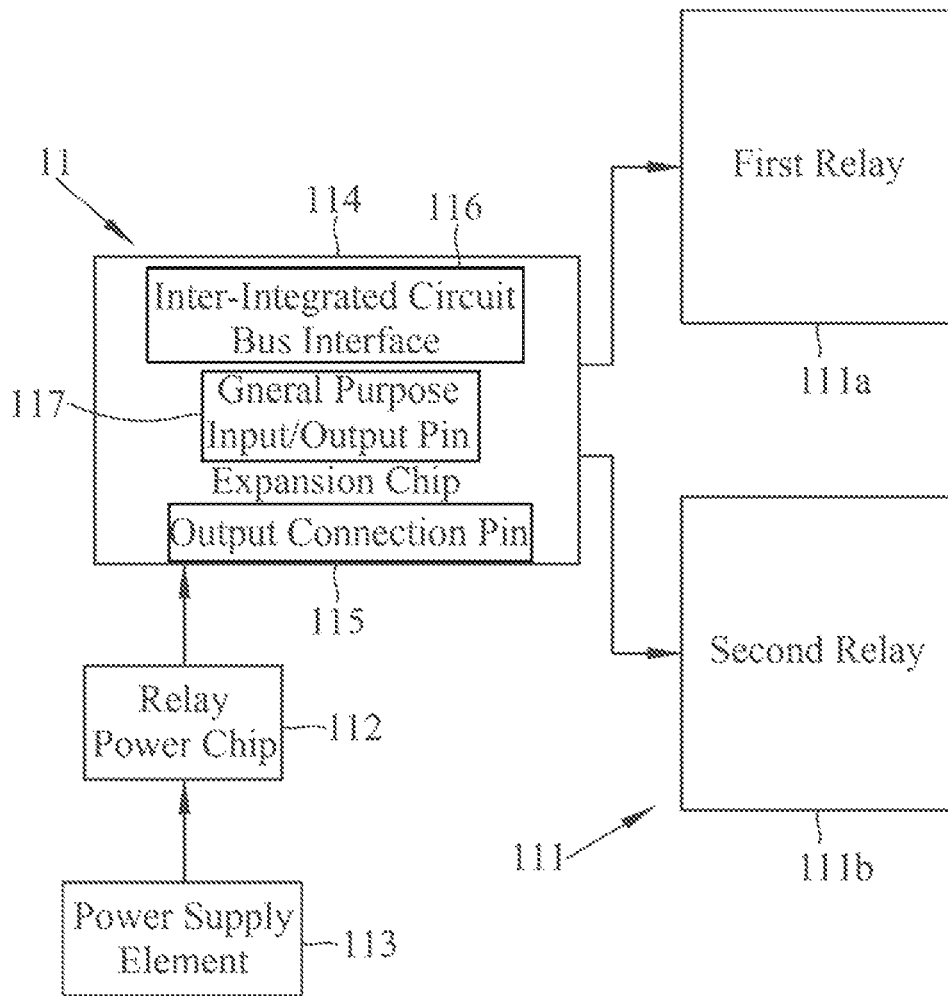 First Relay
111a
11
114
116
Inter-Integrated Circuit
Bus Interface
117
Gneral Purpose
Input/Output Pin
Expansion Chip
Output Connection Pin
115
Relay
Power Chip
112
Second Relay
111
111b
Power Supply
Element
113